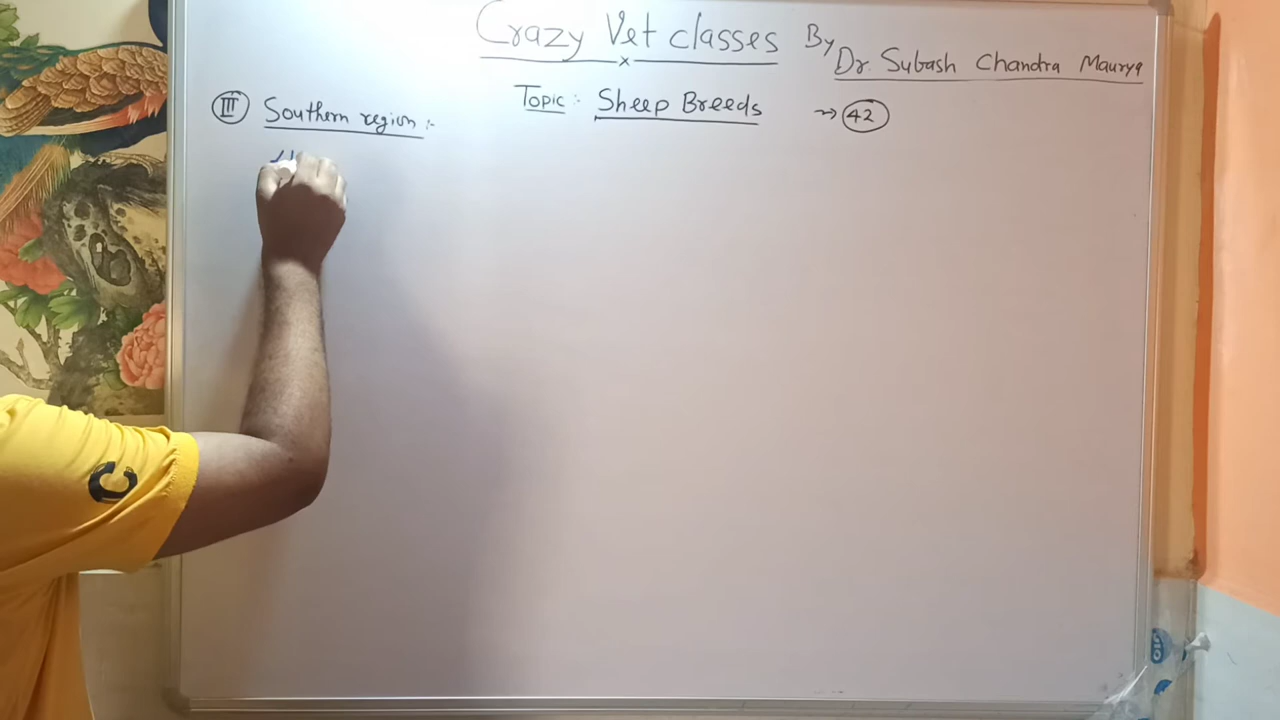 Crazy Vet classes By Dr. Subash Chandra Maurya
Topic :- Sheep Breeds → 42
III Southern region :-
C